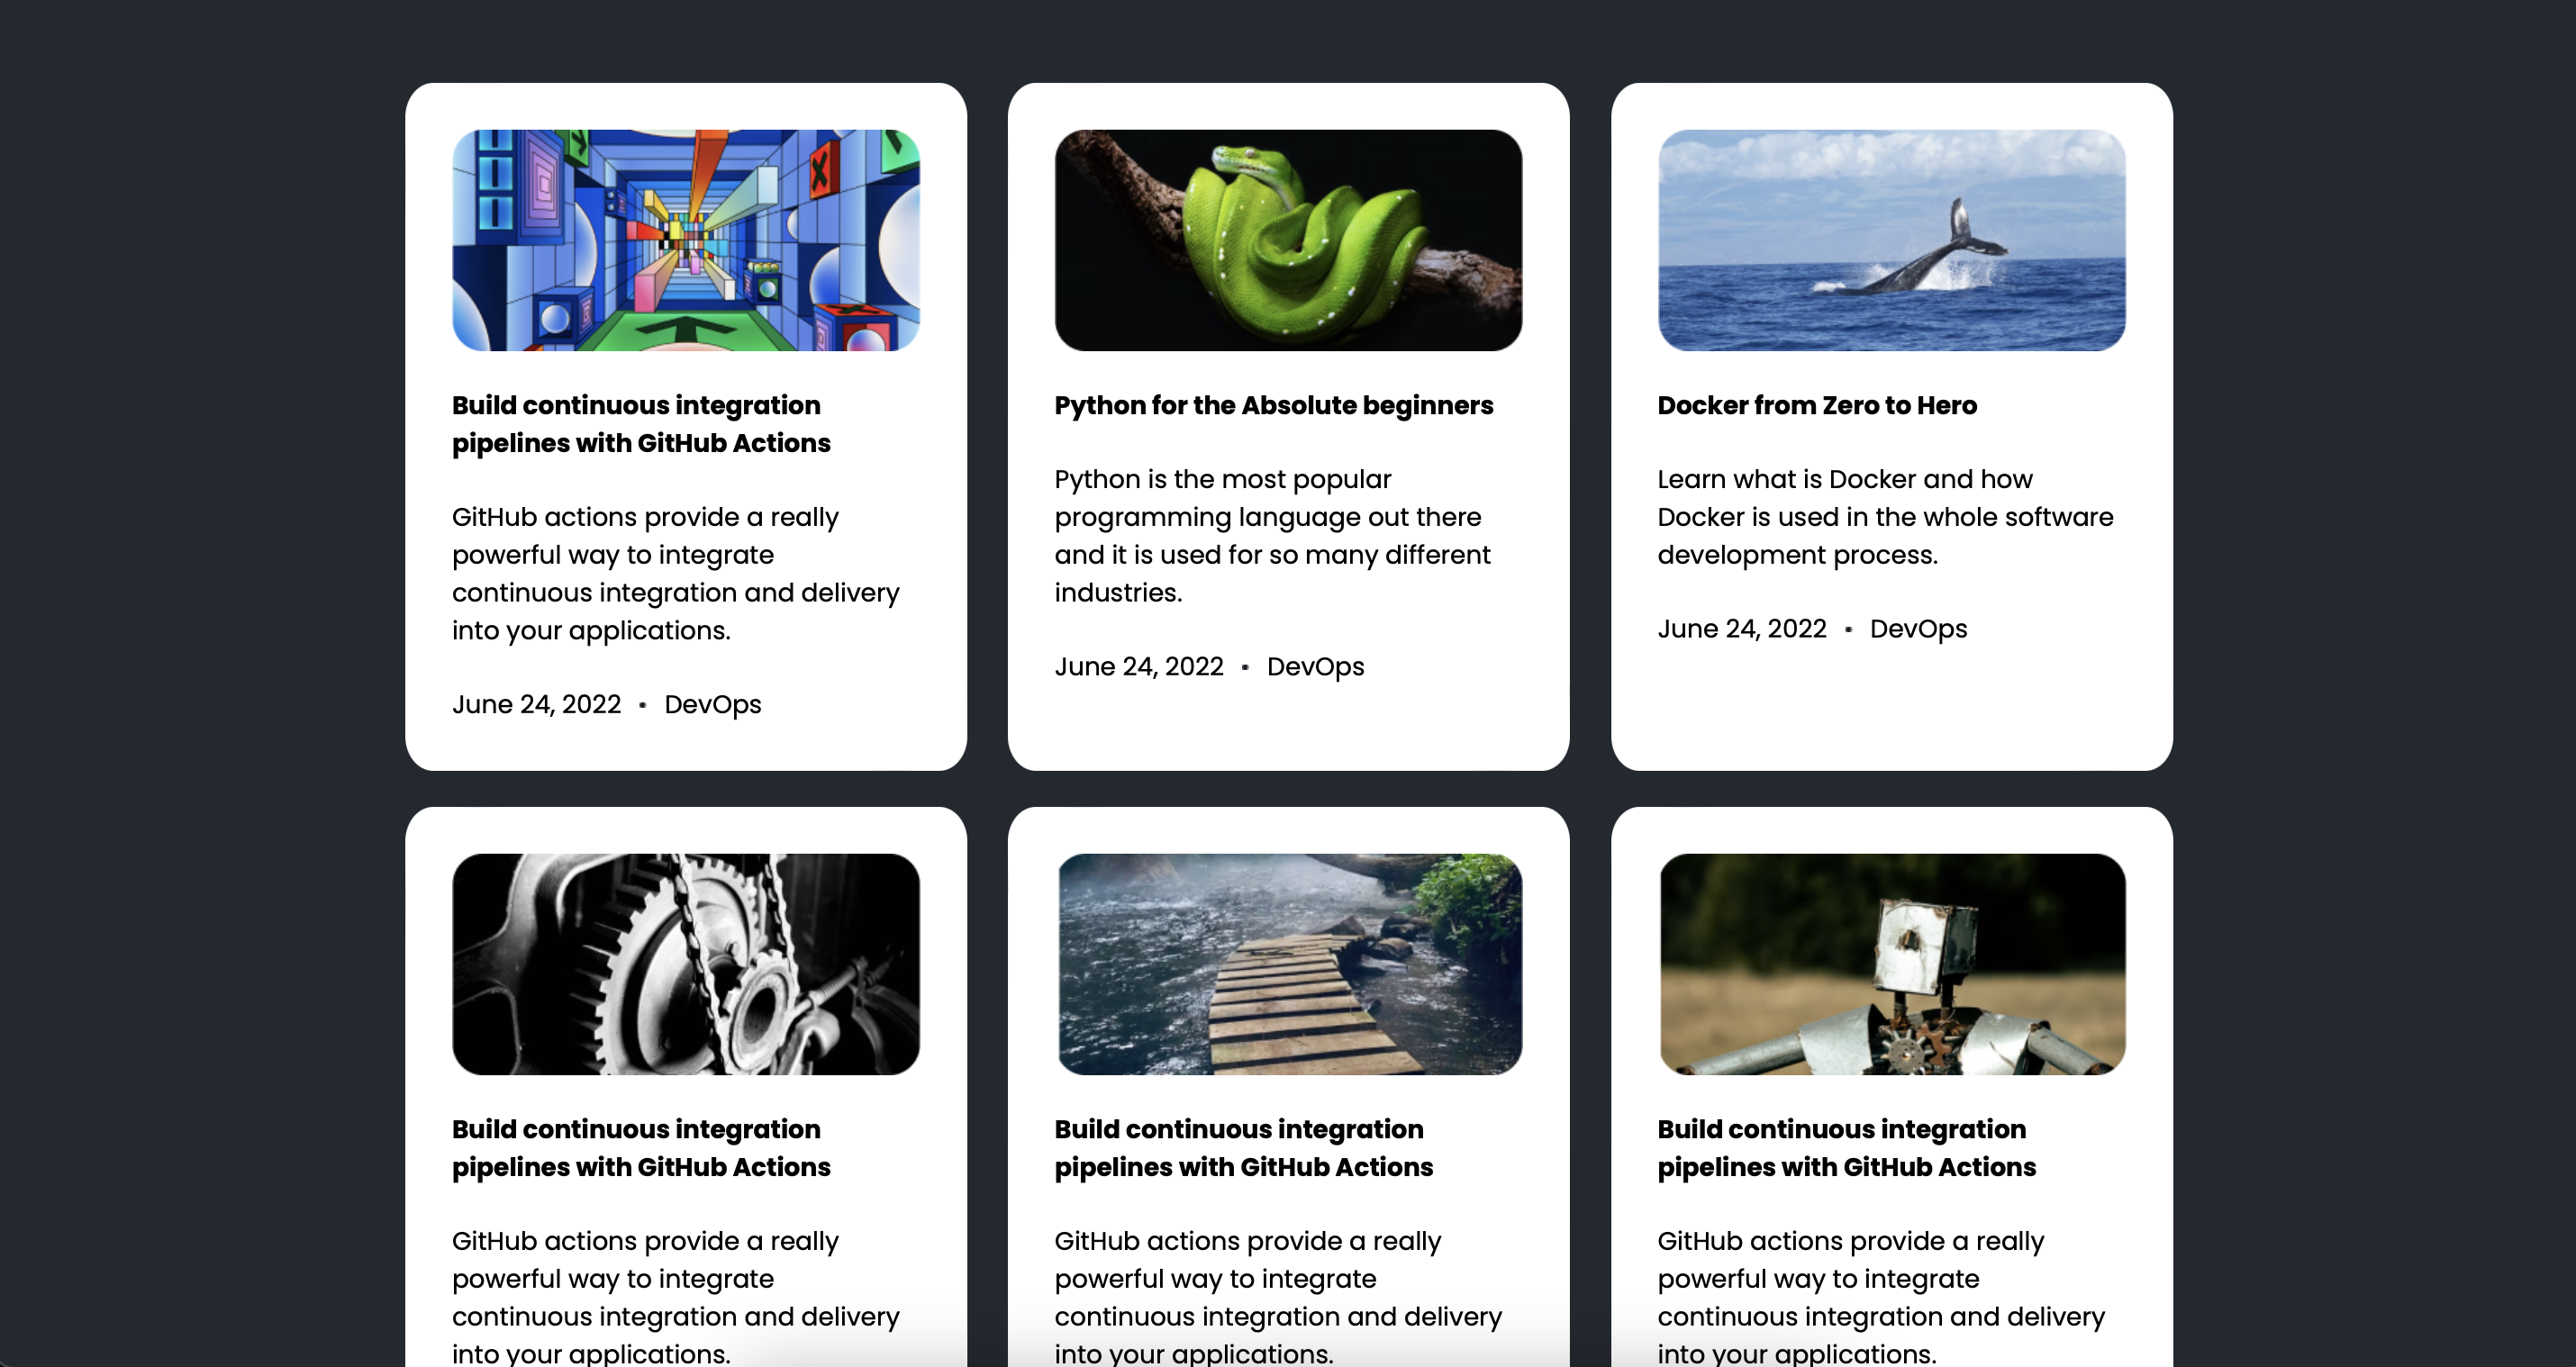 Build continuous integration
pipelines with GitHub Actions
GitHub actions provide a really
powerful way to integrate
continuous integration and delivery
into your applications.
June 24, 2022 • DevOps
Python for the Absolute beginners
Python is the most popular
programming language out there
and it is used for so many different
industries.
June 24, 2022 • DevOps
Docker from Zero to Hero
Learn what is Docker and how
Docker is used in the whole software
development process.
June 24, 2022 • DevOps
Build continuous integration
pipelines with GitHub Actions
GitHub actions provide a really
powerful way to integrate
continuous integration and delivery
into your applications.
Build continuous integration
pipelines with GitHub Actions
GitHub actions provide a really
powerful way to integrate
continuous integration and delivery
into your applications.
Build continuous integration
pipelines with GitHub Actions
GitHub actions provide a really
powerful way to integrate
continuous integration and delivery
into your applications.